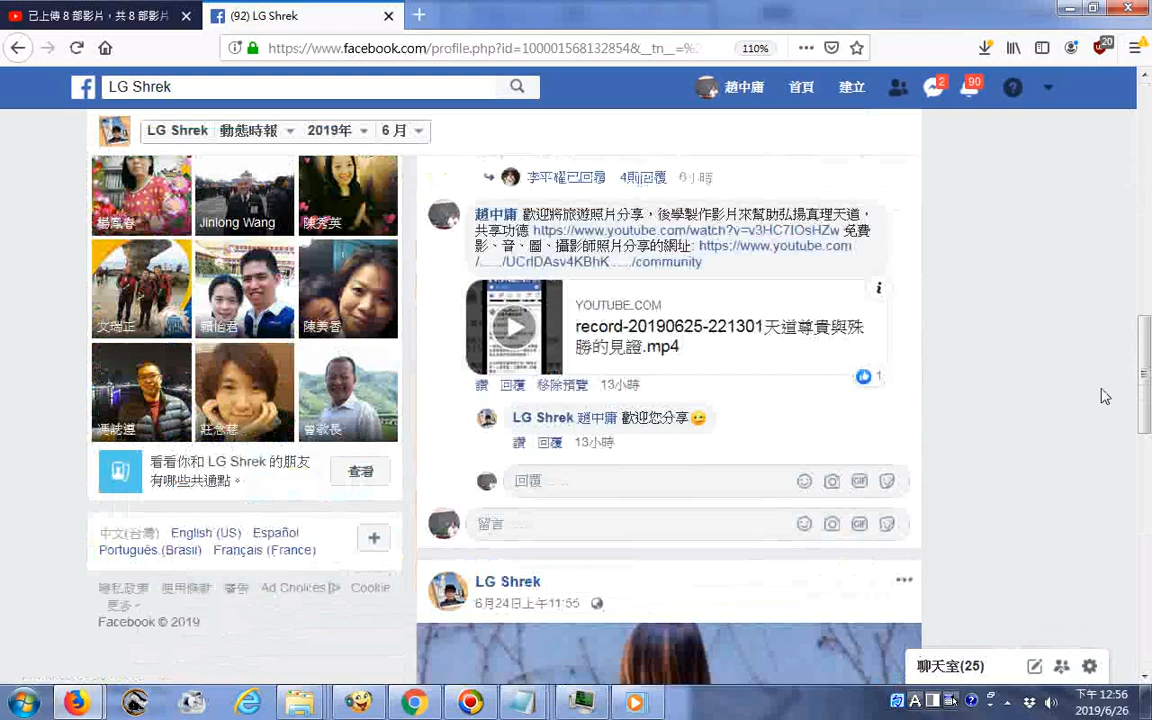 已上傳 8 部影片，共 8 部影片
(92) LG Shrek
https://www.facebook.com/profile.php?id=100001568132854&__tn__=%
110%
20
LG Shrek
趙中庸
首頁
建立
2
90
LG Shrek
動態時報
2019年
6 月
李平耀已回覆 4則回覆 6小時
Jinlong Wang
陳秀英
趙中庸 歡迎將旅遊照片分享，後學製作影片來幫助弘揚真理天道，
共享功德 https://www.youtube.com/watch?v=v3HC7IOsHZw 免費
影、音、圖、攝影師照片分享的網址: https://www.youtube.com
/…./UCrlDAsv4KBhK…./community
YOUTUBE.COM
record-20190625-221301天道尊貴與殊
勝的見證.mp4
文瑞正
賴怡君
陳美香
讚 回覆 移除預覽 13小時
1
LG Shrek 趙中庸 歡迎您分享
讚 回覆 13小時
莊念慈
曾敬長
看看你和 LG Shrek 的朋友
有哪些共通點。
查看
回覆……
留言……
中文(台灣) English (US) Español
Português (Brasil) Français (France)
隱私政策 使用條款 警告 Ad Choices Cookie
更多
Facebook © 2019
LG Shrek
6月24日上午11:55
聊天室(25)
下午 12:56
2019/6/26